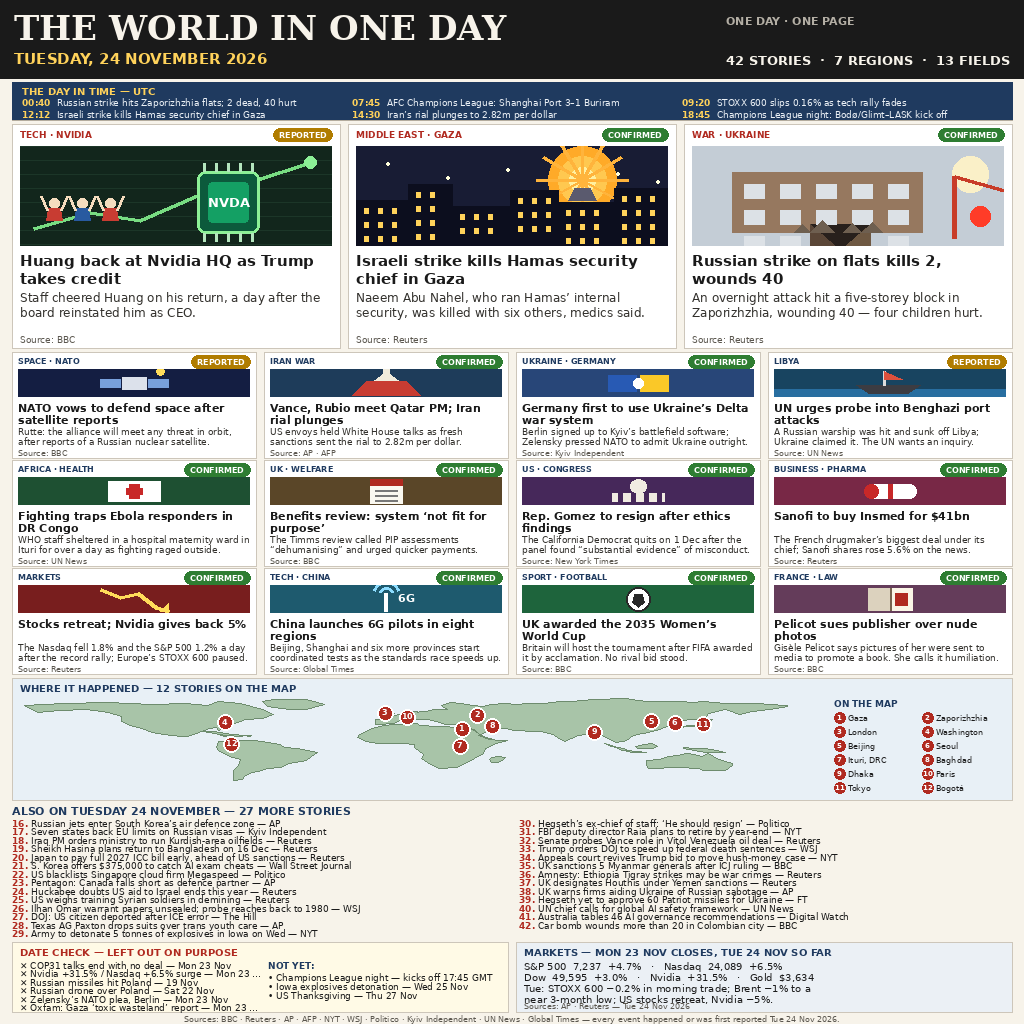 THE WORLD IN ONE DAY
ONE DAY · ONE PAGE
TUESDAY, 24 NOVEMBER 2026
42 STORIES · 7 REGIONS · 13 FIELDS
THE DAY IN TIME — UTC
00:40 Russian strike hits Zaporizhzhia flats; 2 dead, 40 hurt
07:45 AFC Champions League: Shanghai Port 3–1 Buriram
09:20 STOXX 600 slips 0.16% as tech rally fades
12:12 Israeli strike kills Hamas security chief in Gaza
14:30 Iran's rial plunges to 2.82m per dollar
18:45 Champions League night: Bodø/Glimt–LASK kick off
TECH · NVIDIA
REPORTED
NVDA
Huang back at Nvidia HQ as Trump
takes credit
Staff cheered Huang on his return, a day after the
board reinstated him as CEO.
Source: BBC
MIDDLE EAST · GAZA
CONFIRMED
Israeli strike kills Hamas security
chief in Gaza
Naeem Abu Nahel, who ran Hamas’ internal
security, was killed with six others, medics said.
Source: Reuters
WAR · UKRAINE
CONFIRMED
Russian strike on flats kills 2,
wounds 40
An overnight attack hit a five-storey block in
Zaporizhzhia, wounding 40 — four children hurt.
Source: Reuters
SPACE · NATO
REPORTED
NATO vows to defend space after
satellite reports
Rutte: the alliance will meet any threat in orbit,
after reports of a Russian nuclear satellite.
Source: BBC
IRAN WAR
CONFIRMED
Vance, Rubio meet Qatar PM; Iran
rial plunges
US envoys held White House talks as fresh
sanctions sent the rial to 2.82m per dollar.
Source: AP · AFP
UKRAINE · GERMANY
CONFIRMED
Germany first to use Ukraine’s Delta
war system
Berlin signed up to Kyiv’s battlefield software;
Zelensky pressed NATO to admit Ukraine outright.
Source: Kyiv Independent
LIBYA
REPORTED
UN urges probe into Benghazi port
attacks
A Russian warship was hit and sunk off Libya;
Ukraine claimed it. The UN wants an inquiry.
Source: UN News
AFRICA · HEALTH
CONFIRMED
Fighting traps Ebola responders in
DR Congo
WHO staff sheltered in a hospital maternity ward in
Ituri for over a day as fighting raged outside.
Source: UN News
UK · WELFARE
CONFIRMED
Benefits review: system ‘not fit for
purpose’
The Timms review called PIP assessments
“dehumanising” and urged quicker payments.
Source: BBC
US · CONGRESS
CONFIRMED
Rep. Gomez to resign after ethics
findings
The California Democrat quits on 1 Dec after the
panel found “substantial evidence” of misconduct.
Source: New York Times
BUSINESS · PHARMA
CONFIRMED
Sanofi to buy Insmed for $41bn
The French drugmaker’s biggest deal under its
chief; Sanofi shares rose 5.6% on the news.
Source: Reuters
MARKETS
CONFIRMED
Stocks retreat; Nvidia gives back 5%
The Nasdaq fell 1.8% and the S&P 500 1.2% a day
after the record rally; Europe’s STOXX 600 paused.
Source: Reuters
TECH · CHINA
CONFIRMED
6G
China launches 6G pilots in eight
regions
Beijing, Shanghai and six more provinces start
coordinated tests as the standards race speeds up.
Source: Global Times
SPORT · FOOTBALL
CONFIRMED
UK awarded the 2035 Women’s
World Cup
Britain will host the tournament after FIFA awarded
it by acclamation. No rival bid stood.
Source: BBC
FRANCE · LAW
CONFIRMED
Pelicot sues publisher over nude
photos
Gisèle Pelicot says pictures of her were sent to
media to promote a book. She calls it humiliation.
Source: BBC
WHERE IT HAPPENED — 12 STORIES ON THE MAP
1 2 3 4 5 6 7 8 9 10 11 12
ON THE MAP
1 Gaza
2 Zaporizhzhia
3 London
4 Washington
5 Beijing
6 Seoul
7 Ituri, DRC
8 Baghdad
9 Dhaka
10 Paris
11 Tokyo
12 Bogotá
ALSO ON TUESDAY 24 NOVEMBER — 27 MORE STORIES
16. Russian jets enter South Korea’s air defence zone — AP
17. Seven states back EU limits on Russian visas — Kyiv Independent
18. Iraq PM orders ministry to run Kurdish-area oilfields — Reuters
19. Sheikh Hasina plans return to Bangladesh on 16 Dec — Reuters
20. Japan to pay full 2027 ICC bill early, ahead of US sanctions — Reuters
21. S. Korea offers $375,000 to catch AI exam cheats — Wall Street Journal
22. US blacklists Singapore cloud firm Megaspeed — Politico
23. Pentagon: Canada falls short as defence partner — AP
24. Huckabee doubts US aid to Israel ends this year — Reuters
25. US weighs training Syrian soldiers in demining — Reuters
26. Ilhan Omar warrant papers unsealed; probe reaches back to 1980 — WSJ
27. DOJ: US citizen deported after ICE error — The Hill
28. Texas AG Paxton drops suits over trans youth care — AP
29. Army to detonate 5 tonnes of explosives in Iowa on Wed — NYT
30. Hegseth’s ex-chief of staff; ‘He should resign’ — Politico
31. FBI deputy director Raia plans to retire by year-end — NYT
32. Senate probes Vance role in Vitol Venezuela oil deal — Reuters
33. Trump orders DOJ to speed up federal death sentences — WSJ
34. Appeals court revives Trump bid to move hush-money case — NYT
35. UK sanctions 5 Myanmar generals after ICJ ruling — BBC
36. Amnesty: Ethiopia Tigray strikes may be war crimes — Reuters
37. UK designates Houthis under Yemen sanctions — Reuters
38. UK warns firms aiding Ukraine of Russian sabotage — AP
39. Hegseth yet to approve 60 Patriot missiles for Ukraine — FT
40. UN chief calls for global AI safety framework — UN News
41. Australia tables 46 AI governance recommendations — Digital Watch
42. Car bomb wounds more than 20 in Colombian city — BBC
DATE CHECK — LEFT OUT ON PURPOSE
× COP31 talks end with no deal — Mon 23 Nov
× Nvidia +31.5% / Nasdaq +6.5% surge — Mon 23 ...
× Russian missiles hit Poland — 19 Nov
× Russian drone over Poland — Sat 22 Nov
× Zelensky’s NATO plea, Berlin — Mon 23 Nov
× Oxfam: Gaza ‘toxic wasteland’ report — Mon 23 ...
NOT YET:
• Champions League night — kicks off 17:45 GMT
• Iowa explosives detonation — Wed 25 Nov
• US Thanksgiving — Thu 27 Nov
MARKETS — MON 23 NOV CLOSES, TUE 24 NOV SO FAR
S&P 500 7,237 +4.7% · Nasdaq 24,089 +6.5%
Dow 49,595 +3.0% · Nvidia +31.5% · Gold $3,634
Tue: STOXX 600 −0.2% in morning trade; Brent −1% to a
near 3-month low; US stocks retreat, Nvidia −5%.
Sources: AP · Reuters — Tue 24 Nov 2026
Sources: BBC · Reuters · AP · AFP · NYT · WSJ · Politico · Kyiv Independent · UN News · Global Times — every event happened or was first reported Tue 24 Nov 2026.